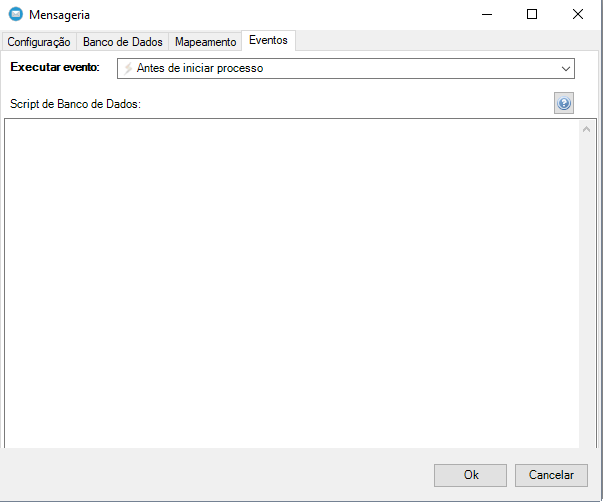 Mensageria
Configuração Banco de Dados Mapeamento Eventos
Executar evento: Antes de iniciar processo
Script de Banco de Dados:
Ok Cancelar